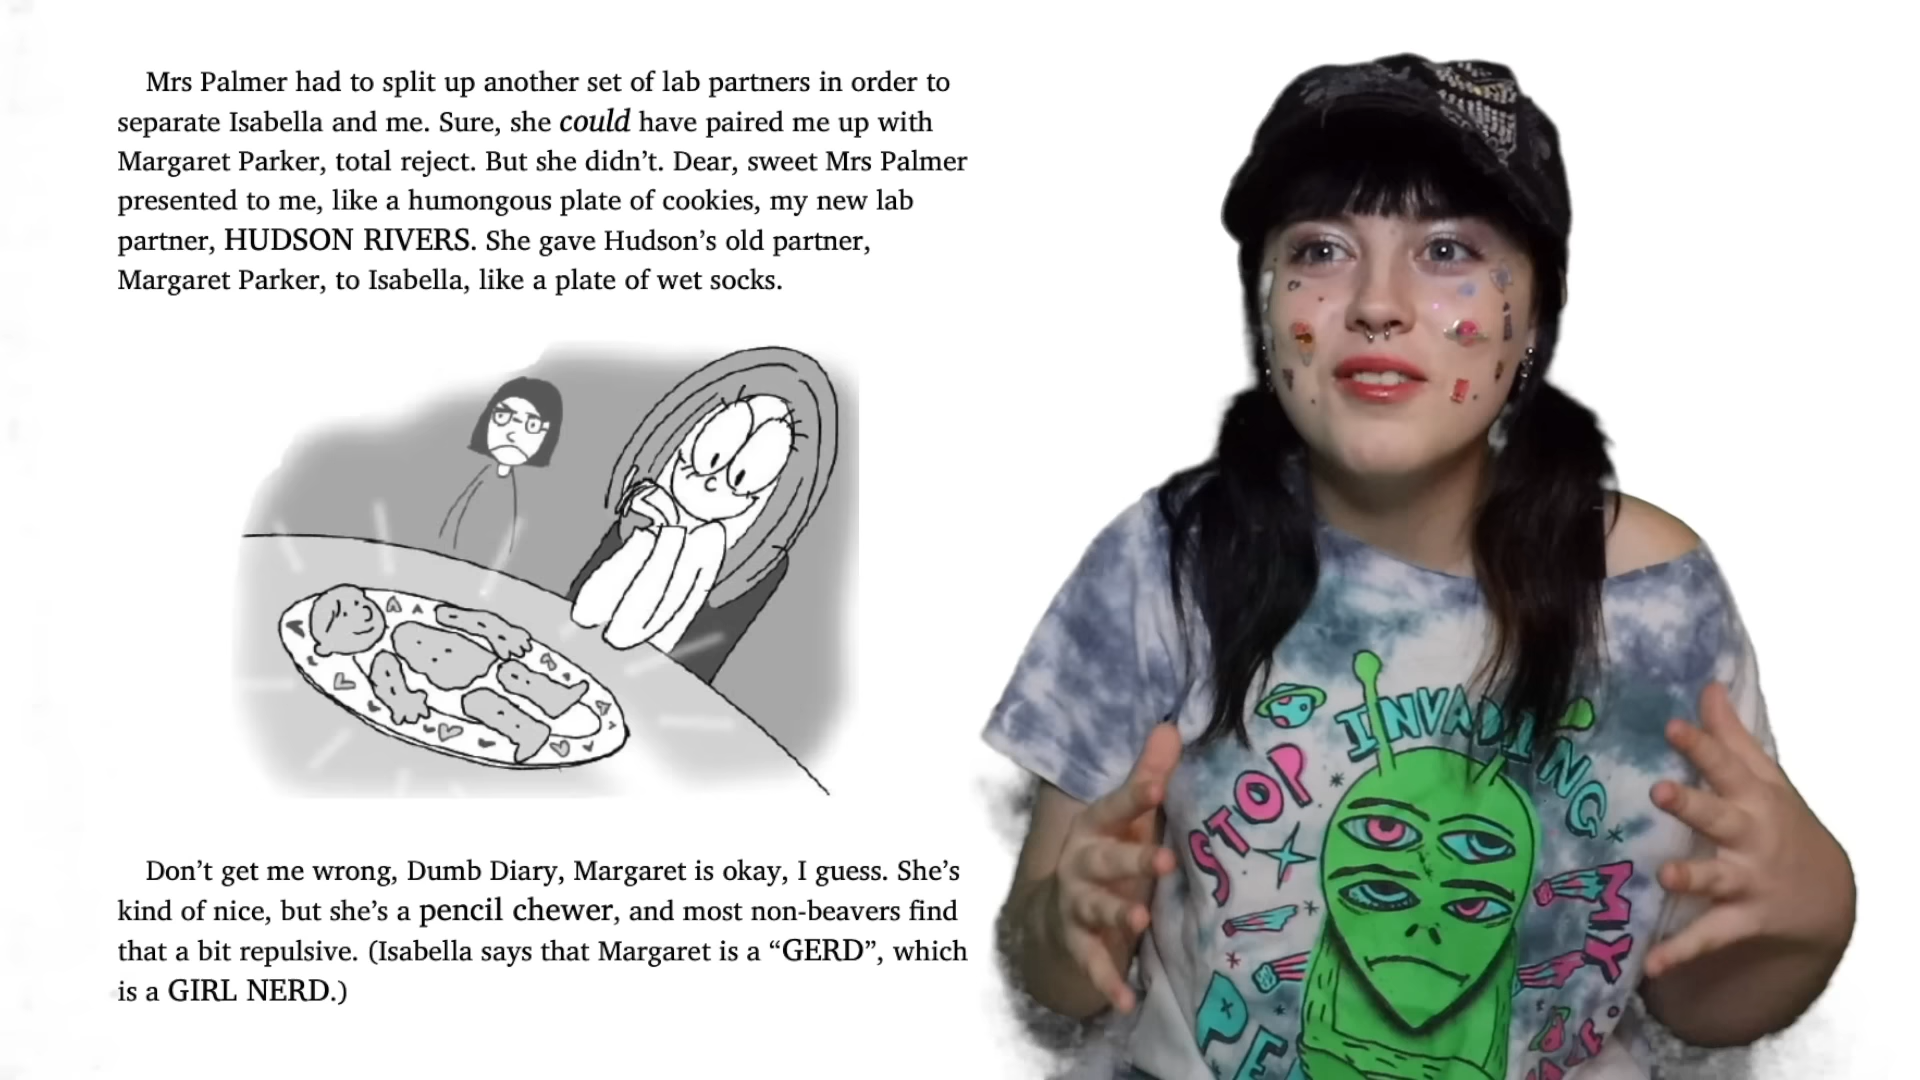 Mrs Palmer had to split up another set of lab partners in order to
separate Isabella and me. Sure, she could have paired me up with
Margaret Parker, total reject. But she didn’t. Dear, sweet Mrs Palmer
presented to me, like a humongous plate of cookies, my new lab
partner, HUDSON RIVERS. She gave Hudson’s old partner,
Margaret Parker, to Isabella, like a plate of wet socks.
Don’t get me wrong, Dumb Diary, Margaret is okay, I guess. She’s
kind of nice, but she’s a pencil chewer, and most non-beavers find
that a bit repulsive. (Isabella says that Margaret is a “GERD”, which
is a GIRL NERD.)
STOP INVADING MY
PE